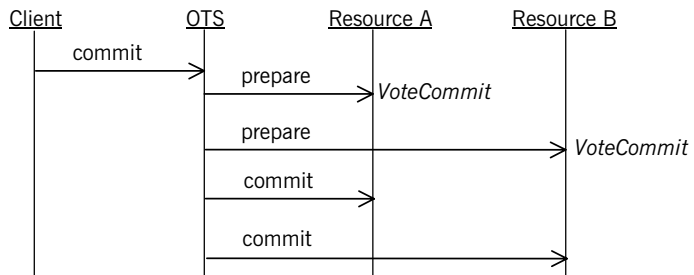 Client OTS Resource A Resource B
commit
prepare
VoteCommit
prepare
VoteCommit
commit
commit